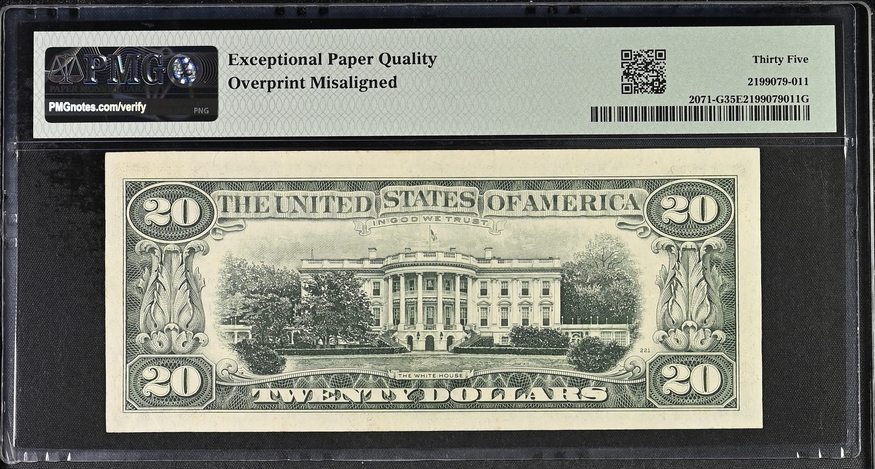 PMG
PMGnotes.com/verify
PNG
Exceptional Paper Quality
Overprint Misaligned
Thirty Five
2199079-011
2071-G35E2199079011G
20
THE UNITED STATES OF AMERICA
20
IN GOD WE TRUST
221
THE WHITE HOUSE
20
TWENTY DOLLARS
20